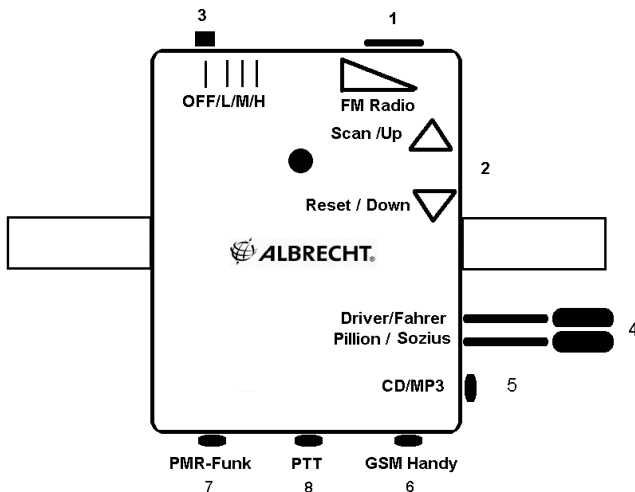 3
1
OFF/L/M/H
FM Radio
Scan /Up
2
Reset / Down
ALBRECHT®
Driver/Fahrer
Pillion / Sozius
4
CD/MP3
5
PMR-Funk
PTT
GSM Handy
7
8
6